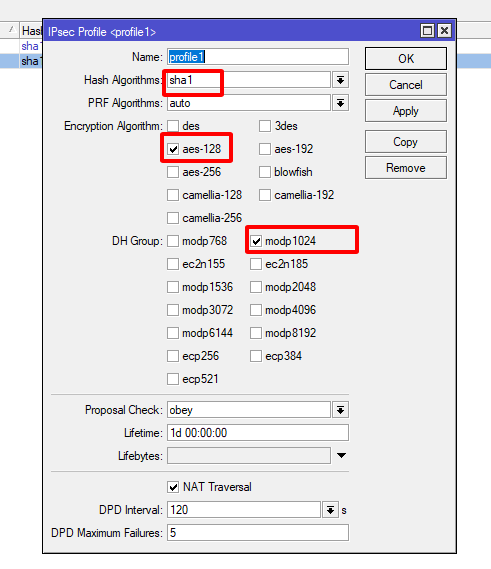 Hash
sha1
sha1
IPsec Profile <profile1>
Name: profile1
OK
Hash Algorithms: sha1
Cancel
PRF Algorithms: auto
Apply
Encryption Algorithm: des 3des
Copy
aes-128 aes-192
Remove
aes-256 blowfish
camellia-128 camellia-192
camellia-256
DH Group: modp768 modp1024
ec2n155 ec2n185
modp1536 modp2048
modp3072 modp4096
modp6144 modp8192
ecp256 ecp384
ecp521
Proposal Check: obey
Lifetime: 1d 00:00:00
Lifebytes:
NAT Traversal
DPD Interval: 120 s
DPD Maximum Failures: 5